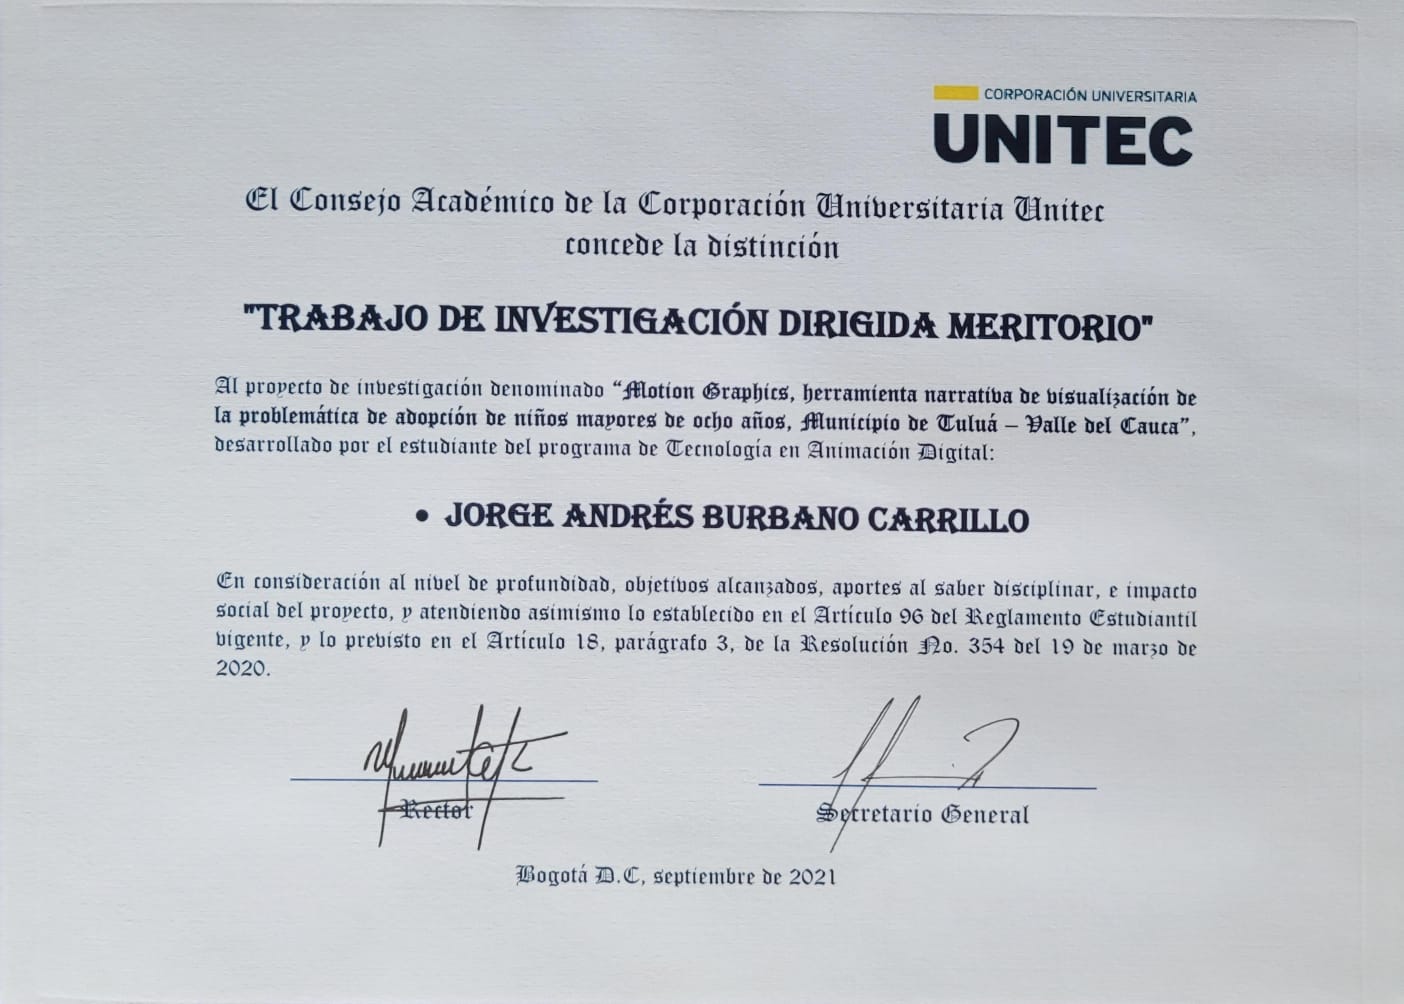 CORPORACIÓN UNIVERSITARIA
UNITEC
El Consejo Académico de la Corporación Universitaria Unitec
concede la distinción
"TRABAJO DE INVESTIGACIÓN DIRIGIDA MERITORIO"
Al proyecto de investigación denominado “Motion Graphics, herramienta narrativa de visualización de
la problemática de adopción de niños mayores de ocho años, Municipio de Tuluá – Valle del Cauca”,
desarrollado por el estudiante del programa de Tecnología en Animación Digital:
• JORGE ANDRÉS BURBANO CARRILLO
En consideración al nivel de profundidad, objetivos alcanzados, aportes al saber disciplinar, e impacto
social del proyecto, y atendiendo asimismo lo establecido en el Artículo 96 del Reglamento Estudiantil
vigente, y lo previsto en el Artículo 18, parágrafo 3, de la Resolución No. 354 del 19 de marzo de
2020.
Rector
Secretario General
Bogotá D.C, septiembre de 2021